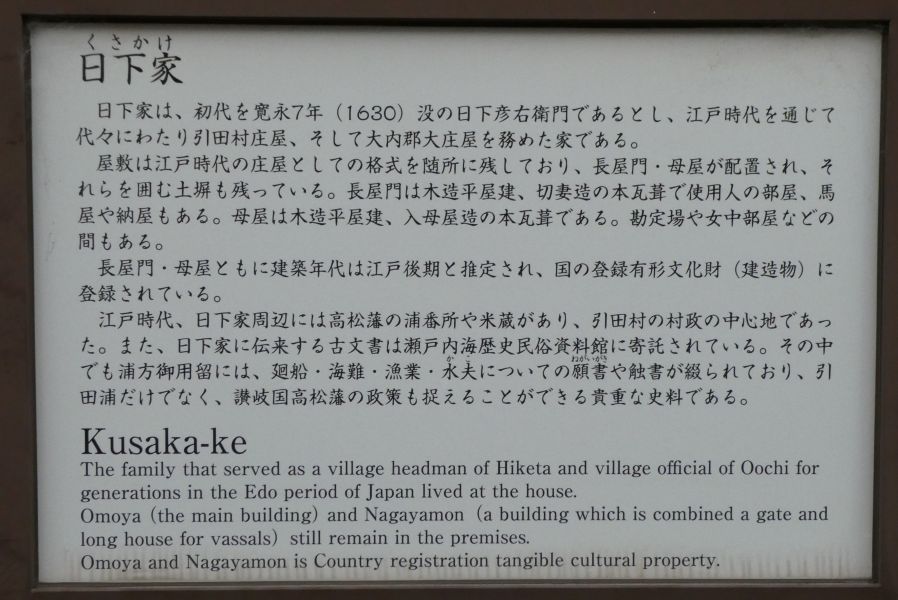 くさかけ
日下家
日下家は、初代を寛永7年（1630）没の日下彦右衛門であるとし、江戸時代を通じて
代々にわたり引田村庄屋、そして大内郡大庄屋を務めた家である。
屋敷は江戸時代の庄屋としての格式を随所に残しており、長屋門・母屋が配置され、そ
れらを囲む土塀も残っている。長屋門は木造平屋建、切妻造の本瓦葺で使用人の部屋、馬
屋や納屋もある。母屋は木造平屋建、入母屋造の本瓦葺である。勘定場や女中部屋などの
間もある。
長屋門・母屋ともに建築年代は江戸後期と推定され、国の登録有形文化財（建造物）に
登録されている。
江戸時代、日下家周辺には高松藩の浦番所や米蔵があり、引田村の村政の中心地であっ
た。また、日下家に伝来する古文書は瀬戸内海歴史民俗資料館に寄託されている。その中
かこ ねがいがき
でも浦方御用留には、廻船・海難・漁業・水夫についての願書や触書が綴られており、引
田浦だけでなく、讃岐国高松藩の政策も捉えることができる貴重な史料である。
Kusaka-ke
The family that served as a village headman of Hiketa and village official of Oochi for
generations in the Edo period of Japan lived at the house.
Omoya (the main building) and Nagayamon (a building which is combined a gate and
long house for vassals) still remain in the premises.
Omoya and Nagayamon is Country registration tangible cultural property.